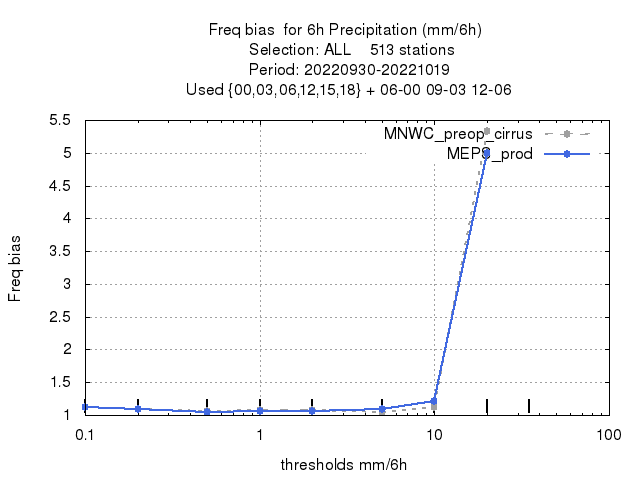 Freq bias  for 6h Precipitation (mm/6h)
Selection: ALL    513 stations
Period: 20220930-20221019
Used {00,03,06,12,15,18} + 06-00 09-03 12-06
MNWC_preop_cirrus
MEPS_prod
5.5
5
4.5
4
3.5
3
2.5
2
1.5
1
Freq bias
0.1 1 10 100
thresholds mm/6h